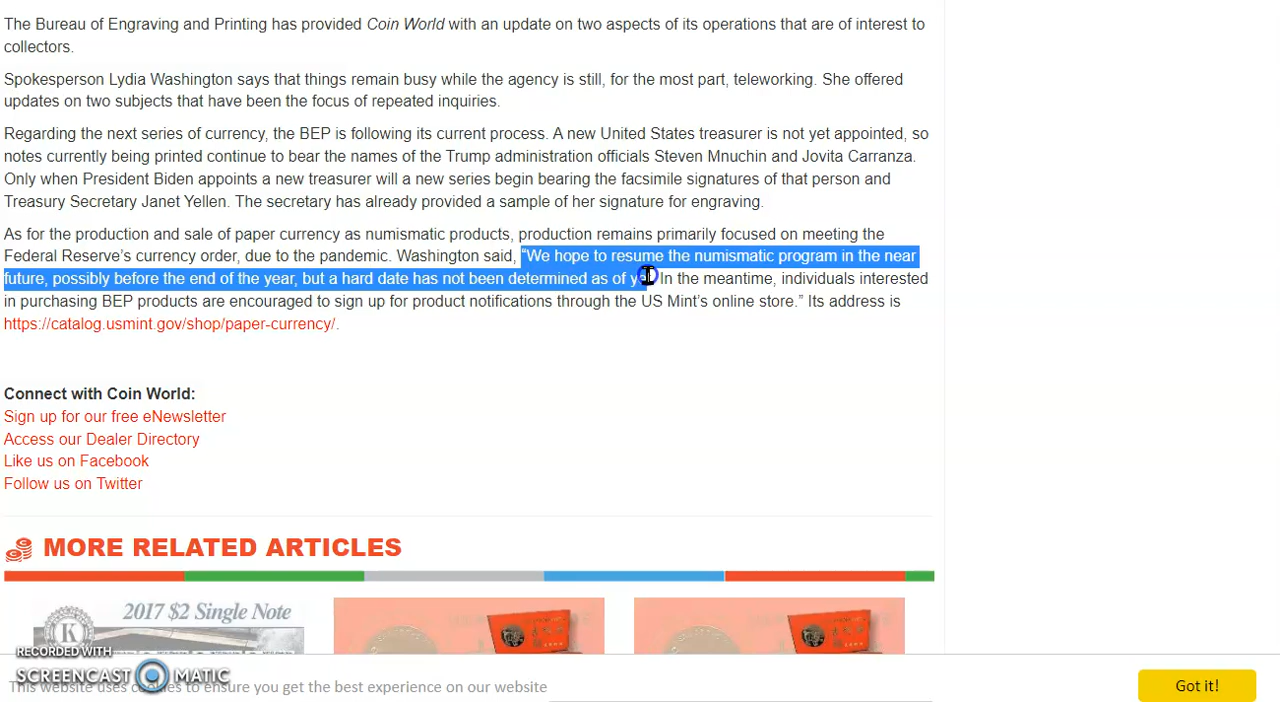 The Bureau of Engraving and Printing has provided Coin World with an update on two aspects of its operations that are of interest to
collectors.
Spokesperson Lydia Washington says that things remain busy while the agency is still, for the most part, teleworking. She offered
updates on two subjects that have been the focus of repeated inquiries.
Regarding the next series of currency, the BEP is following its current process. A new United States treasurer is not yet appointed, so
notes currently being printed continue to bear the names of the Trump administration officials Steven Mnuchin and Jovita Carranza.
Only when President Biden appoints a new treasurer will a new series begin bearing the facsimile signatures of that person and
Treasury Secretary Janet Yellen. The secretary has already provided a sample of her signature for engraving.
As for the production and sale of paper currency as numismatic products, production remains primarily focused on meeting the
Federal Reserve’s currency order, due to the pandemic. Washington said, “We hope to resume the numismatic program in the near
future, possibly before the end of the year, but a hard date has not been determined as of In the meantime, individuals interested
in purchasing BEP products are encouraged to sign up for product notifications through the US Mint’s online store.” Its address is
https://catalog.usmint.gov/shop/paper-currency/.
Connect with Coin World:
Sign up for our free eNewsletter
Access our Dealer Directory
Like us on Facebook
Follow us on Twitter
MORE RELATED ARTICLES
2017 $2 Single Note
K
RECORDED WITH
SCREENCAST MATIC
This website uses cookies to ensure you get the best experience on our website
Got it!